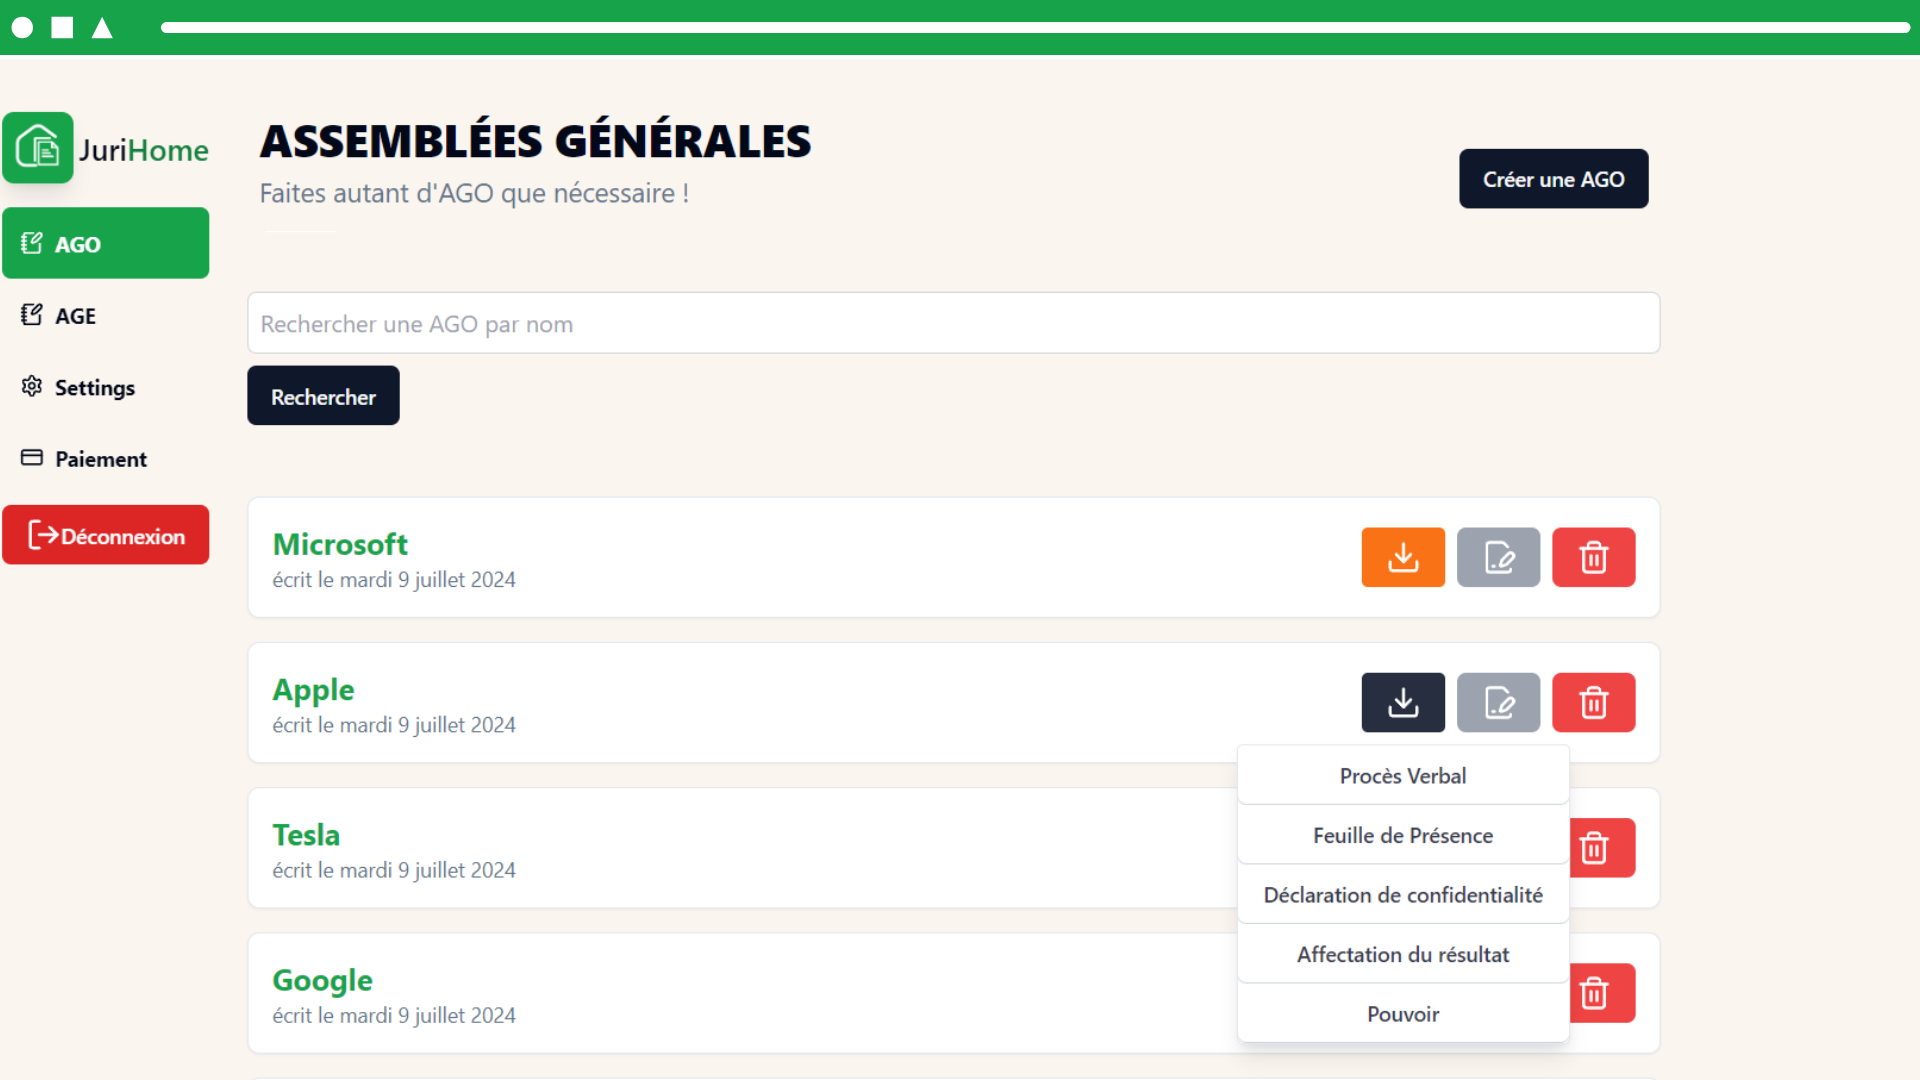 JuriHome
AGO
AGE
Settings
Paiement
Déconnexion
ASSEMBLÉES GÉNÉRALES
Faites autant d'AGO que nécessaire !
Créer une AGO
Rechercher une AGO par nom
Rechercher
Microsoft
écrit le mardi 9 juillet 2024
Apple
écrit le mardi 9 juillet 2024
Procès Verbal
Feuille de Présence
Déclaration de confidentialité
Affectation du résultat
Pouvoir
Tesla
écrit le mardi 9 juillet 2024
Google
écrit le mardi 9 juillet 2024